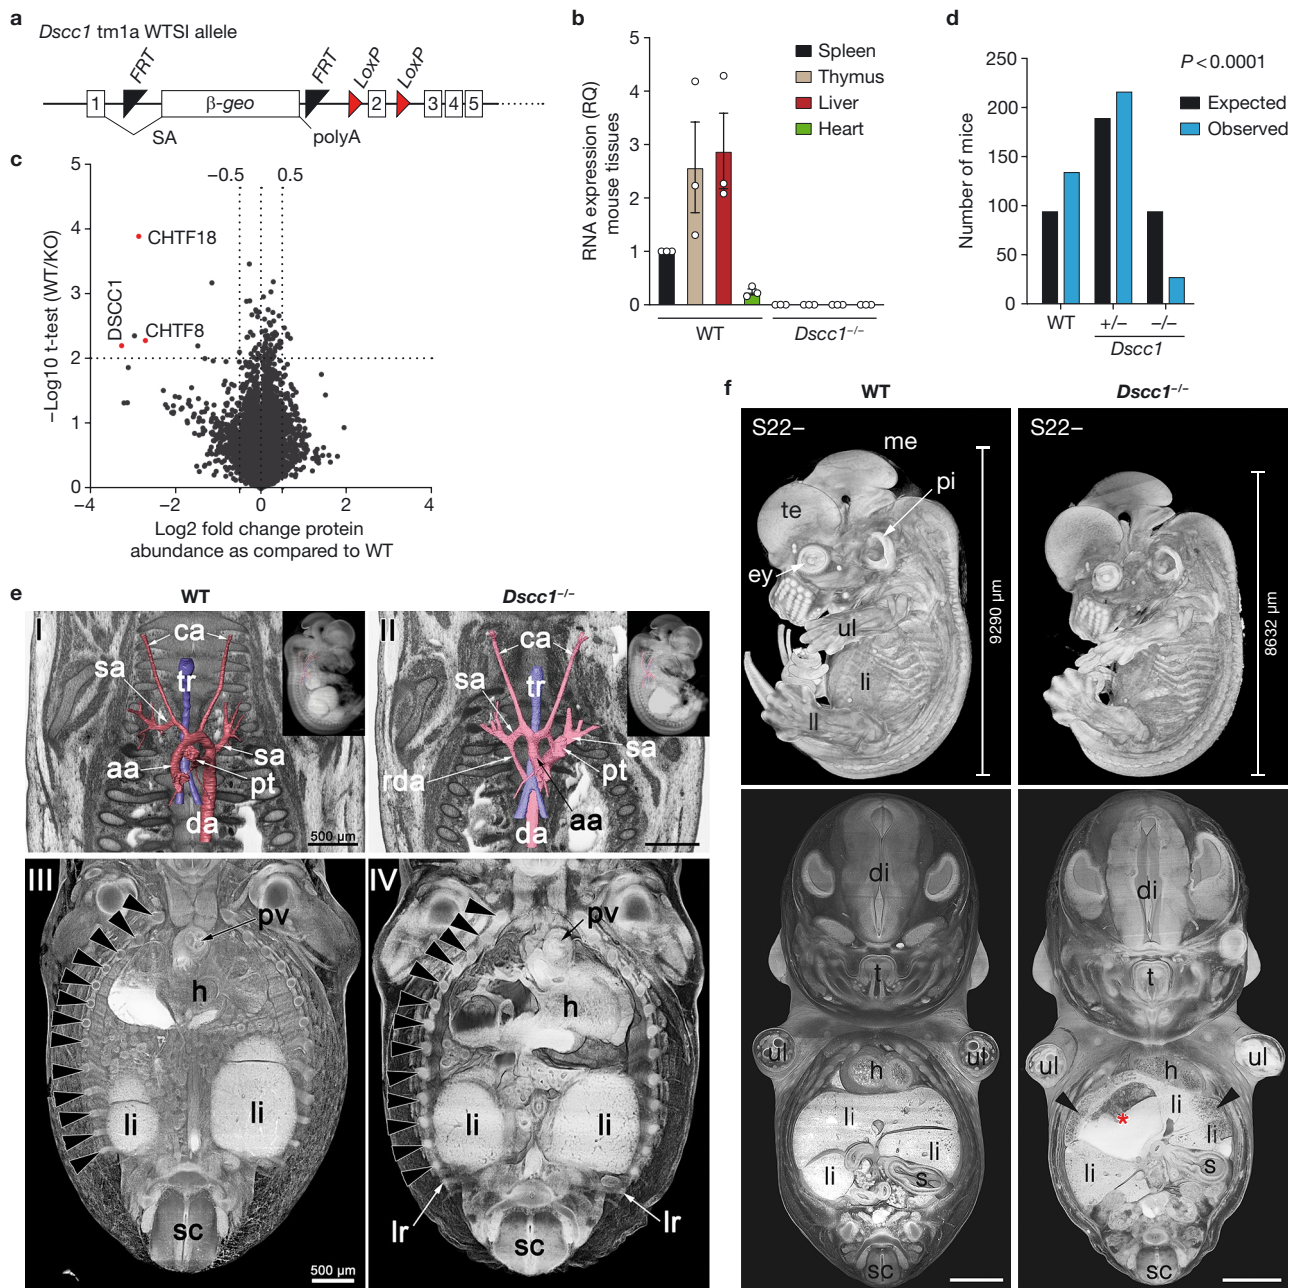 a
Dscc1 tm1a WTSI allele
FRT
FRT
LoxP
LoxP
1
β-geo
2
3
4
5
SA
polyA
b
5
4
3
2
1
0
RNA expression (RQ)
mouse tissues
Spleen
Thymus
Liver
Heart
WT
Dscc1−/−
c
5
4
3
2
1
0
−0.5
0.5
CHTF18
DSCC1
CHTF8
−Log10 t-test (WT/KO)
−4
−2
0
2
4
Log2 fold change protein
abundance as compared to WT
d
250
200
150
100
50
0
Number of mice
P < 0.0001
Expected
Observed
WT
+/−
−/−
Dscc1
e
WT
Dscc1−/−
I
ca
sa
tr
sa
aa
pt
da
500 µm
II
ca
sa
tr
sa
pt
rda
aa
da
III
pv
h
li
li
sc
500 µm
IV
pv
h
li
li
lr
lr
sc
f
WT
Dscc1−/−
S22–
me
pi
te
ey
ul
li
ll
9290 µm
S22–
8632 µm
di
t
ul
ul
h
li
li
li
s
sc
di
t
ul
ul
h
li
*
li
li
s
sc